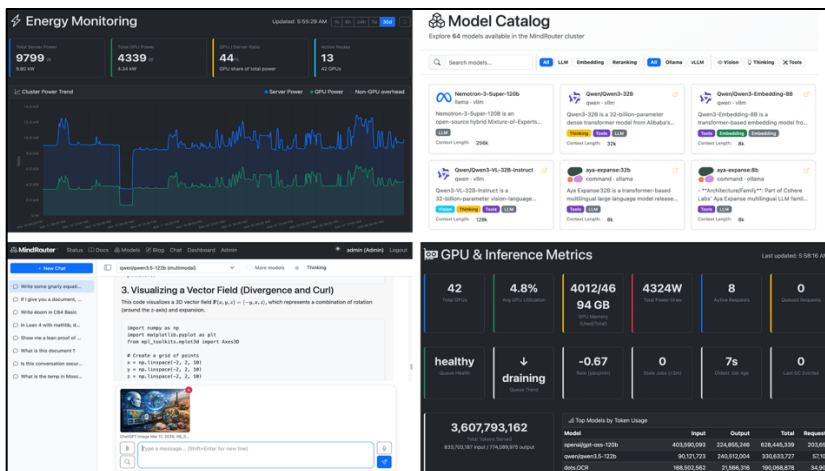 Energy Monitoring
Updated: 5:55:29 AM
1h 6h 24h 7d 30d
Total Server Power
9799 W
9.80 kW
Total GPU Power
4339 W
4.34 kW
GPU / Server Ratio
44%
GPU share of total power
Active Nodes
13
42 GPUs
Cluster Power Trend
Server Power GPU Power Non-GPU overhead
Model Catalog
Explore 64 models available in the MindRouter cluster
Search models...
All LLM Embedding Reranking All Ollama vLLM Vision Thinking Tools
Nemotron-3-Super-120b
llama - vllm
Nemotron-3-Super-120B is an
open-source hybrid Mixture-of-Experts...
LLM
Context Length: 256k
Qwen/Qwen3-32B
qwen - vllm
Qwen3-32B is a 32-billion-parameter
dense transformer model from Alibaba's...
Thinking Tools LLM
Context Length: 32k
Qwen/Qwen3-Embedding-8B
qwen - vllm
Qwen3-Embedding-8B is a
transformer-based embedding model fro...
Tools Embedding Embedding
Context Length: 8k
Qwen/Qwen3-VL-32B-Instruct
qwen - vllm
Qwen3-VL-32B-Instruct is a
32-billion-parameter vision-language...
Vision Thinking Tools LLM
Context Length: 128k
aya-expanse:32b
command - ollama
Aya Expanse 32B is a transformer-based
multilingual large language model release...
Tools LLM
Context Length: 8k
aya-expanse:8b
command - ollama
- **Architecture/Family**: Part of Cohere
Labs' Aya Expanse multilingual LLM famil...
Tools LLM
Context Length: 8k
MindRouter Status Docs Models Blog Chat Dashboard Admin
admin (Admin) Logout
+ New Chat
qwen/qwen3.5-122b (multimodal)
More models
Thinking
Write some gnarly equati...
If I give you a document, ...
Write doom in C64 Basic
In Lean 4 with mathlib, d...
Show me a lean proof of ...
What is this document ?
Is this conversation secur...
What is the temp in Mosc...
3. Visualizing a Vector Field (Divergence and Curl)
This code visualizes a 3D vector field F(x, y, z) = (-y, x, z), which represents a combination of rotation
(around the z-axis) and expansion.
import numpy as np
import matplotlib.pyplot as plt
from mpl_toolkits.mplot3d import Axes3D
# Create a grid of points
x = np.linspace(-2, 2, 10)
y = np.linspace(-2, 2, 10)
z = np.linspace(-2, 2, 10)
Type a message... (Shift+Enter for new line)
GPU & Inference Metrics
Last updated: 5:58:16 AM
42
Total GPUs
4.8%
Avg GPU Utilization
4012/46
94 GB
GPU Memory
(Used/Total)
4324W
Total Power Draw
8
Active Requests
0
Queued Requests
healthy
Queue Health
↓
draining
Queue Trend
-0.67
Rate (jobs/min)
0
7s
Oldest Job Age
0
3,607,793,162
Total Tokens Served
Top Models by Token Usage
Model Input Output Total Reques
openai/gpt-oss-120b 403,590,093 224,855,246 628,445,339
qwen/qwen3.5-122b 90,121,723 240,512,004 330,633,727
dots.OCR 168,502,562 21,566,316 190,068,878